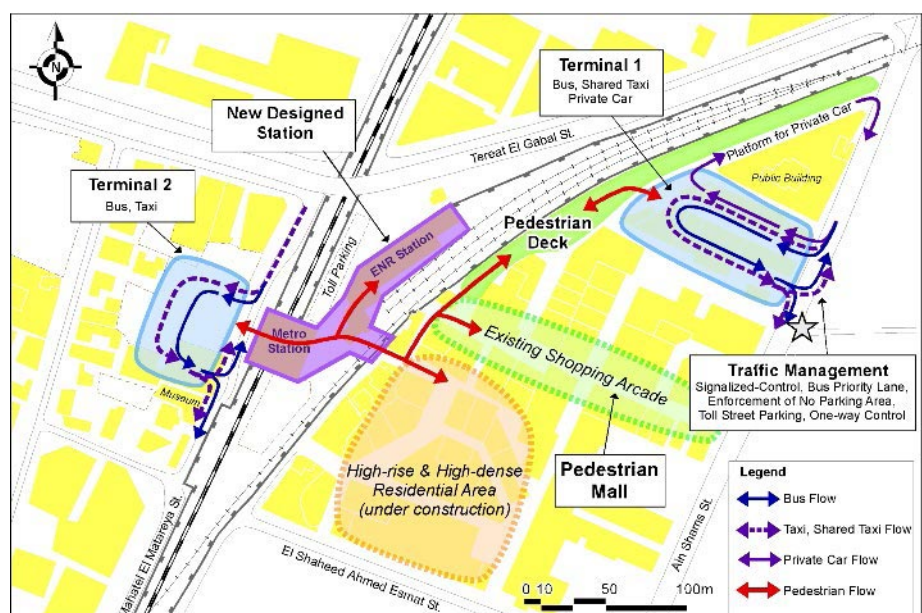 N
Terminal 1
Bus, Shared Taxi
Private Car
New Designed
Station
Tereat El Gabal St.
Platform for Private Car
Public Building
Terminal 2
Bus, Taxi
Pedestrian
Deck
Toll Parking
ENR Station
Metro
Station
Existing Shopping Arcade
Traffic Management
Signalized-Control, Bus Priority Lane,
Enforcement of No Parking Area,
Toll Street Parking, One-way Control
Museum
High-rise & High-dense
Residential Area
(under construction)
Pedestrian
Mall
Mahatet El Matareya St.
El Shaheed Ahmed Esmat St.
Ain Shams St.
Legend
Bus Flow
Taxi, Shared Taxi Flow
Private Car Flow
Pedestrian Flow
0 10 50 100m